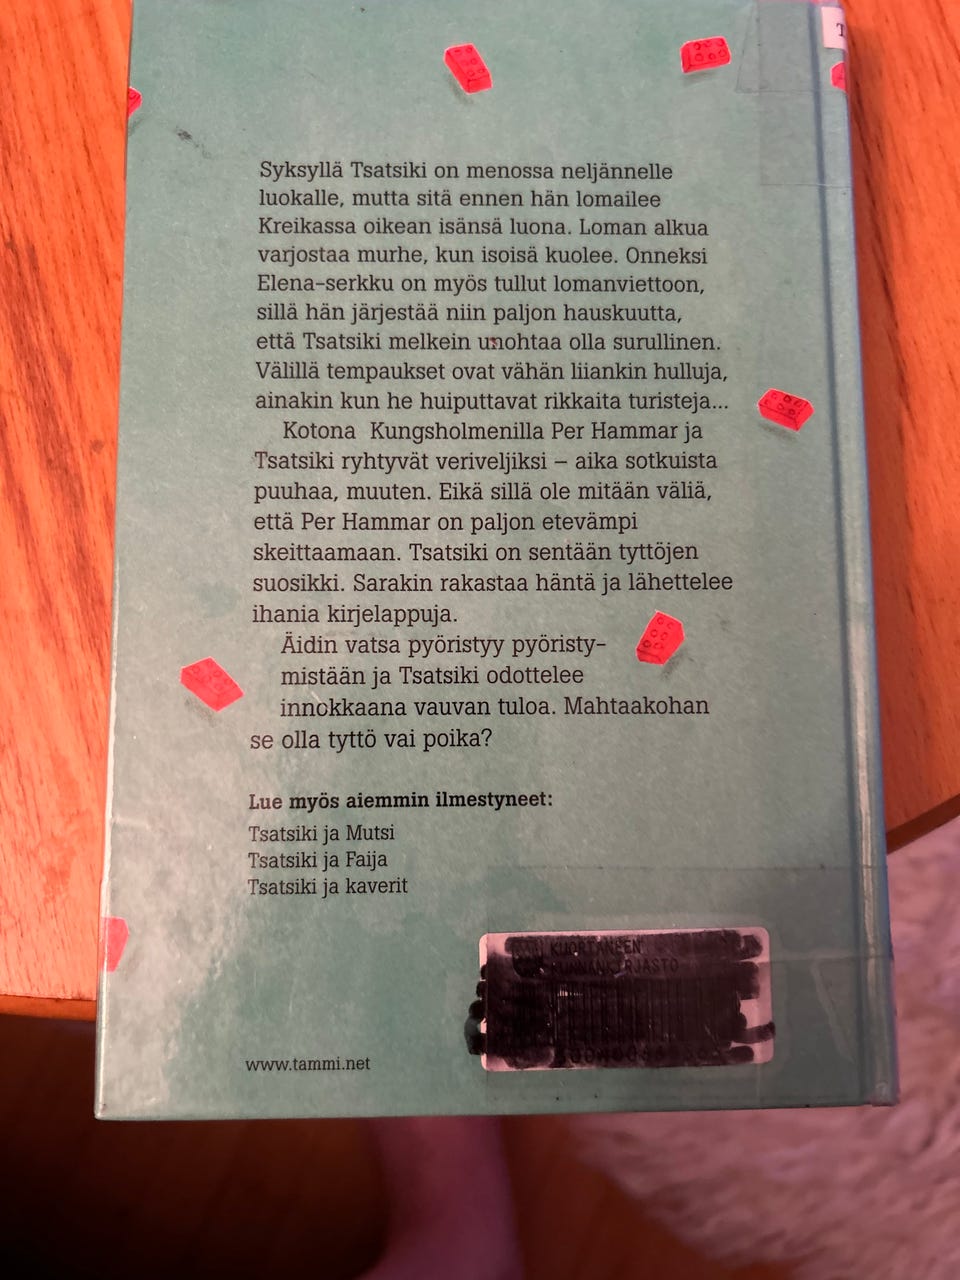 T
Syksyllä Tsatsiki on menossa neljännelle
luokalle, mutta sitä ennen hän lomailee
Kreikassa oikean isänsä luona. Loman alkua
varjostaa murhe, kun isoisä kuolee. Onneksi
Elena-serkku on myös tullut lomanviettoon,
sillä hän järjestää niin paljon hauskuutta,
että Tsatsiki melkein unohtaa olla surullinen.
Välillä tempaukset ovat vähän liiankin hulluja,
ainakin kun he huiputtavat rikkaita turisteja...
Kotona Kungsholmenilla Per Hammar ja
Tsatsiki ryhtyvät veriveljiksi – aika sotkuista
puuhaa, muuten. Eikä sillä ole mitään väliä,
että Per Hammar on paljon etevämpi
skeittaamaan. Tsatsiki on sentään tyttöjen
suosikki. Sarakin rakastaa häntä ja lähettelee
ihania kirjelappuja.
Äidin vatsa pyöristyy pyöristy-
mistään ja Tsatsiki odottelee
innokkaana vauvan tuloa. Mahtaakohan
se olla tyttö vai poika?
Lue myös aiemmin ilmestyneet:
Tsatsiki ja Mutsi
Tsatsiki ja Faija
Tsatsiki ja kaverit
KUORTANEEN
KUNNANKIRJASTO
www.tammi.net